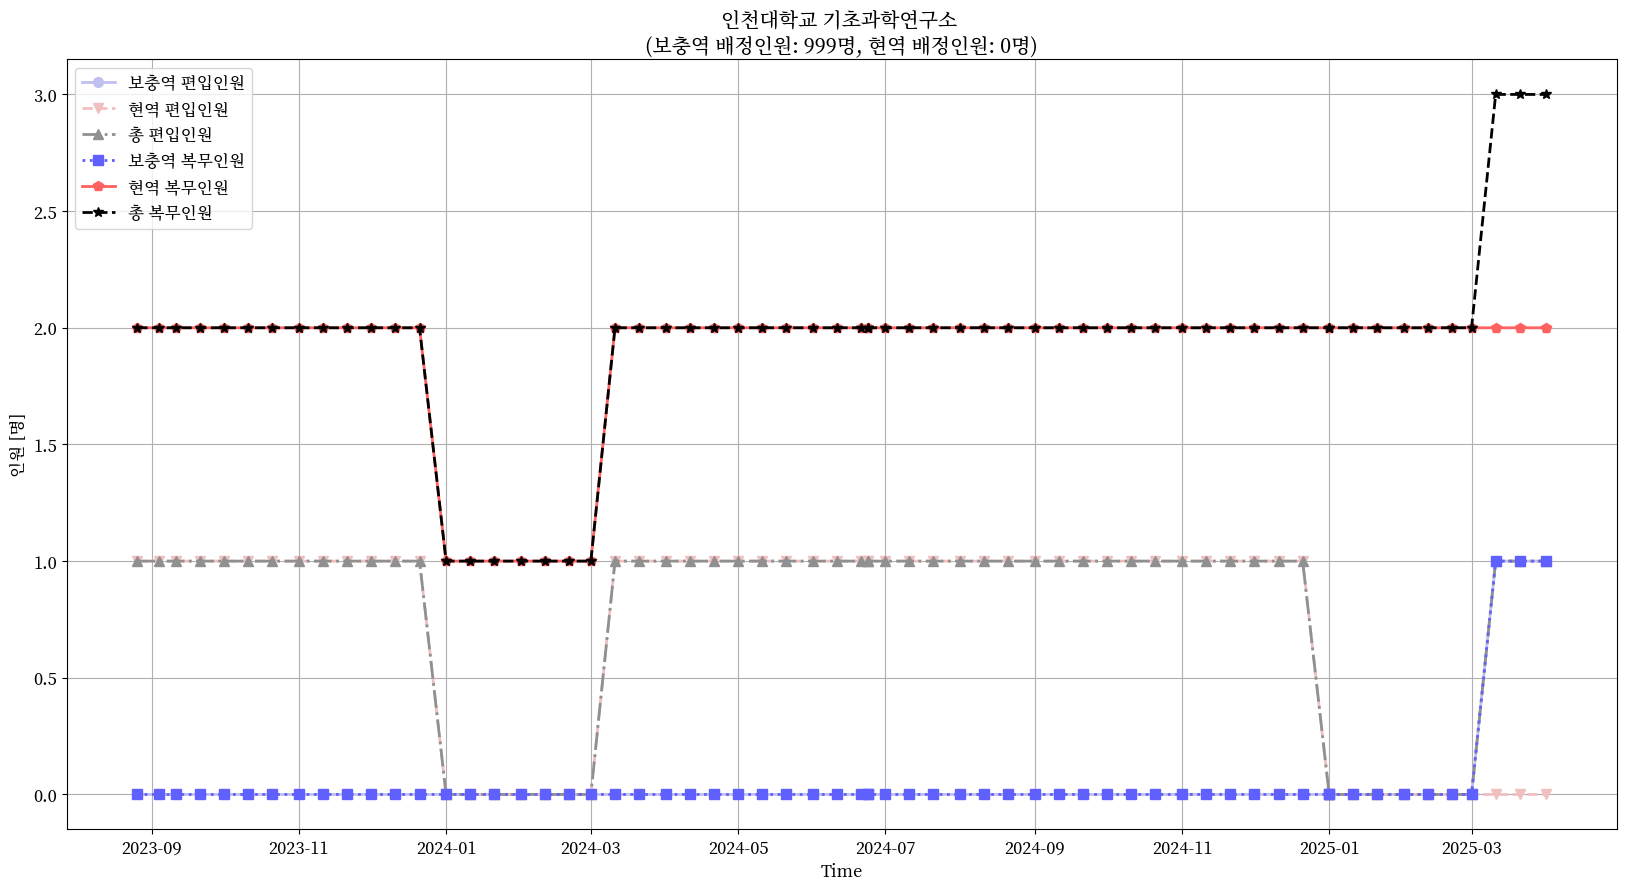 인천대학교 기초과학연구소
(보충역 배정인원: 999명, 현역 배정인원: 0명)
보충역 편입인원
현역 편입인원
총 편입인원
보충역 복무인원
현역 복무인원
총 복무인원
3.0
2.5
2.0
1.5
1.0
0.5
0.0
인원 [명]
2023-09 2023-11 2024-01 2024-03 2024-05 2024-07 2024-09 2024-11 2025-01 2025-03
Time